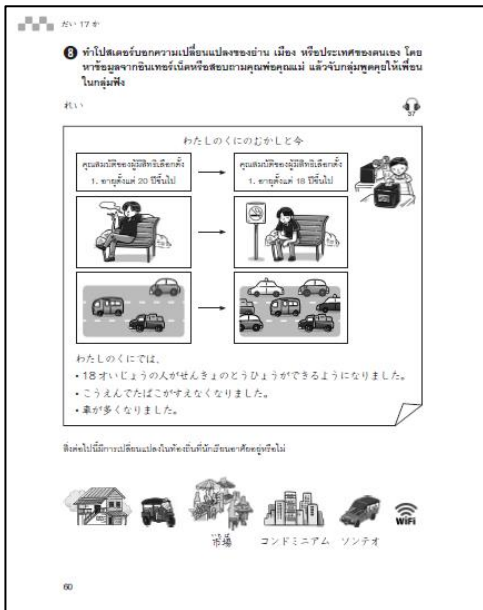 だい 17 か
8 ทำโปสเตอร์บอกความเปลี่ยนแปลงของย่าน เมือง หรือประเทศของตนเอง โดย
หาข้อมูลจากอินเทอร์เน็ตหรือสอบถามคุณพ่อคุณแม่ แล้วจับกลุ่มพูดคุยให้เพื่อน
ในกลุ่มฟัง
れい
37
わたしのくにのむかしと今
คุณสมบัติของผู้มีสิทธิเลือกตั้ง
1. อายุตั้งแต่ 20 ปีขึ้นไป
คุณสมบัติของผู้มีสิทธิเลือกตั้ง
1. อายุตั้งแต่ 18 ปีขึ้นไป
わたしのくにでは、
• 18才いじょうの人がせんきょのとうひょうができるようになりました。
• こうえんでたばこがすえなくなりました。
• 車が多くなりました。
สิ่งต่อไปนี้มีการเปลี่ยนแปลงในท้องถิ่นที่นักเรียนอาศัยอยู่หรือไม่
WiFi
市場 コンドミニアム ソンテオ
60